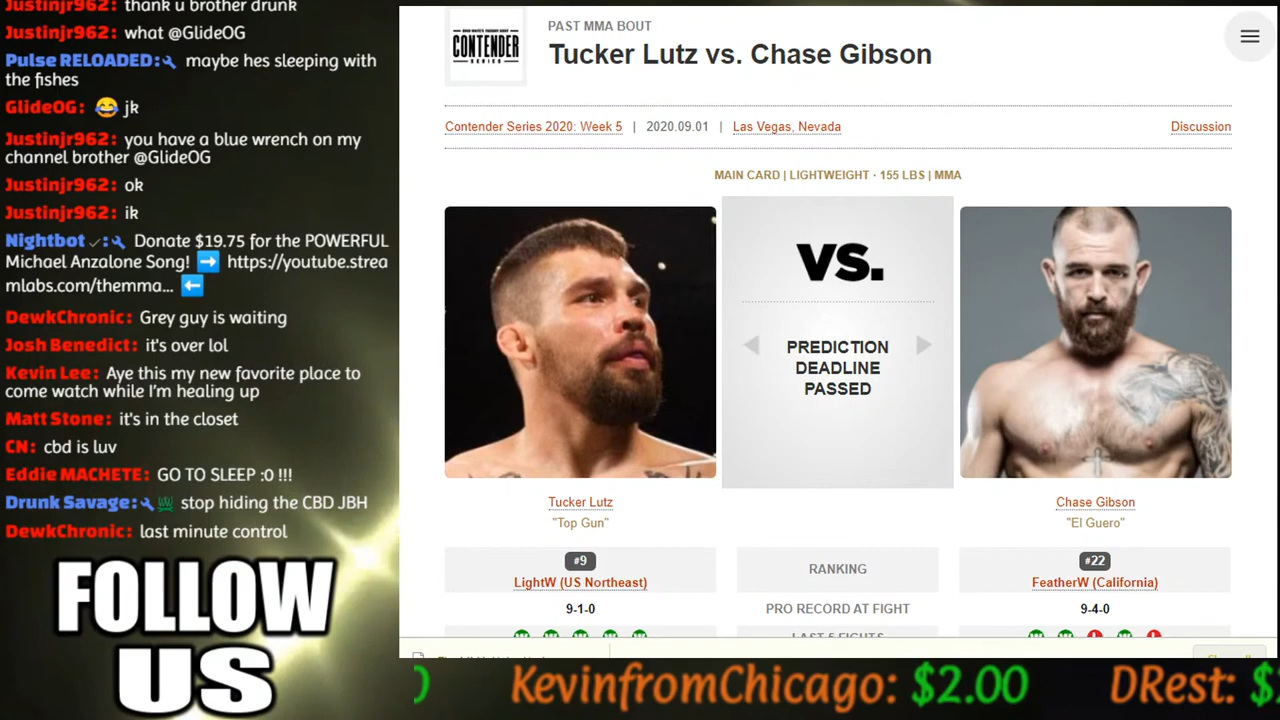 Justinjr962: thank u brother drunk
Justinjr962: what @GlideOG
Pulse RELOADED: maybe hes sleeping with
the fishes
GlideOG: 😂 jk
Justinjr962: you have a blue wrench on my
channel brother @GlideOG
Justinjr962: ok
Justinjr962: ik
Nightbot ✓: Donate $19.75 for the POWERFUL
Michael Anzalone Song! ➡ https://youtube.strea
mlabs.com/themma... ⬅
DewkChronic: Grey guy is waiting
Josh Benedict: it's over lol
Kevin Lee: Aye this my new favorite place to
come watch while I'm healing up
Matt Stone: it's in the closet
CN: cbd is luv
Eddie MACHETE: GO TO SLEEP :0 !!!
Drunk Savage: stop hiding the CBD JBH
DewkChronic: last minute control
FOLLOW
US
CONTENDER
SERIES
PAST MMA BOUT
Tucker Lutz vs. Chase Gibson
Contender Series 2020: Week 5 | 2020.09.01 | Las Vegas, Nevada
Discussion
MAIN CARD | LIGHTWEIGHT · 155 LBS | MMA
VS.
PREDICTION
DEADLINE
PASSED
Tucker Lutz
"Top Gun"
Chase Gibson
"El Guero"
#9
LightW (US Northeast)
RANKING
#22
FeatherW (California)
9-1-0
PRO RECORD AT FIGHT
9-4-0
LAST 5 FIGHTS
0 KevinfromChicago: $2.00 DRest: $